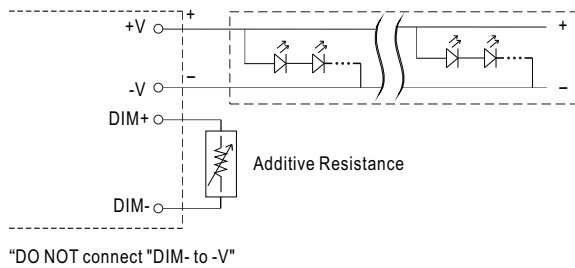 +V + +
-V − −
DIM+
Additive Resistance
DIM-
“DO NOT connect "DIM- to -V"